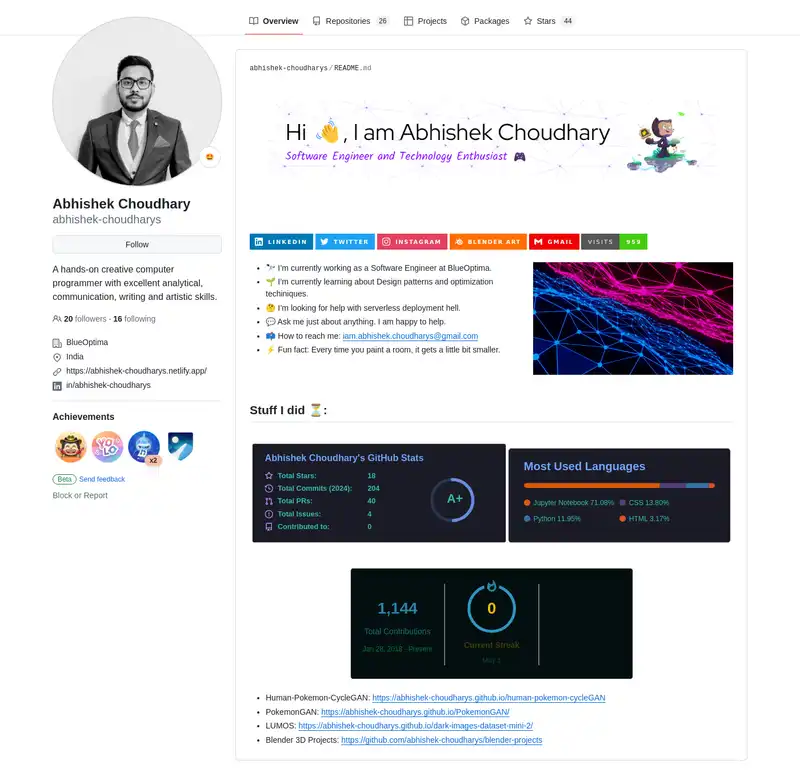 Overview
Repositories 26
Projects
Packages
Stars 44
Abhishek Choudhary
abhishek-choudharys
Follow
A hands-on creative computer
programmer with excellent analytical,
communication, writing and artistic skills.
20 followers · 16 following
BlueOptima
India
https://abhishek-choudharys.netlify.app/
in/abhishek-choudharys
Achievements
YOLO
x2
Beta Send feedback
Block or Report
abhishek-choudharys/README.md
Hi 👋, I am Abhishek Choudhary
Software Engineer and Technology Enthusiast 🎮
LINKEDIN
TWITTER
INSTAGRAM
BLENDER ART
GMAIL
VISITS 959
🔭 I'm currently working as a Software Engineer at BlueOptima.
🌱 I'm currently learning about Design patterns and optimization
techiniques.
🤔 I'm looking for help with serverless deployment hell.
💬 Ask me just about anything. I am happy to help.
📫 How to reach me: iam.abhishek.choudharys@gmail.com
⚡ Fun fact: Every time you paint a room, it gets a little bit smaller.
Stuff I did ⏳:
Abhishek Choudhary's GitHub Stats
Total Stars: 18
Total Commits (2024): 204
Total PRs: 40
Total Issues: 4
Contributed to: 0
A+
Most Used Languages
Jupyter Notebook 71.08%
CSS 13.80%
Python 11.95%
HTML 3.17%
1,144
Total Contributions
Jan 28, 2018 - Present
0
Current Streak
May 2
Human-Pokemon-CycleGAN: https://abhishek-choudharys.github.io/human-pokemon-cycleGAN
PokemonGAN: https://abhishek-choudharys.github.io/PokemonGAN/
LUMOS: https://abhishek-choudharys.github.io/dark-images-dataset-mini-2/
Blender 3D Projects: https://github.com/abhishek-choudharys/blender-projects